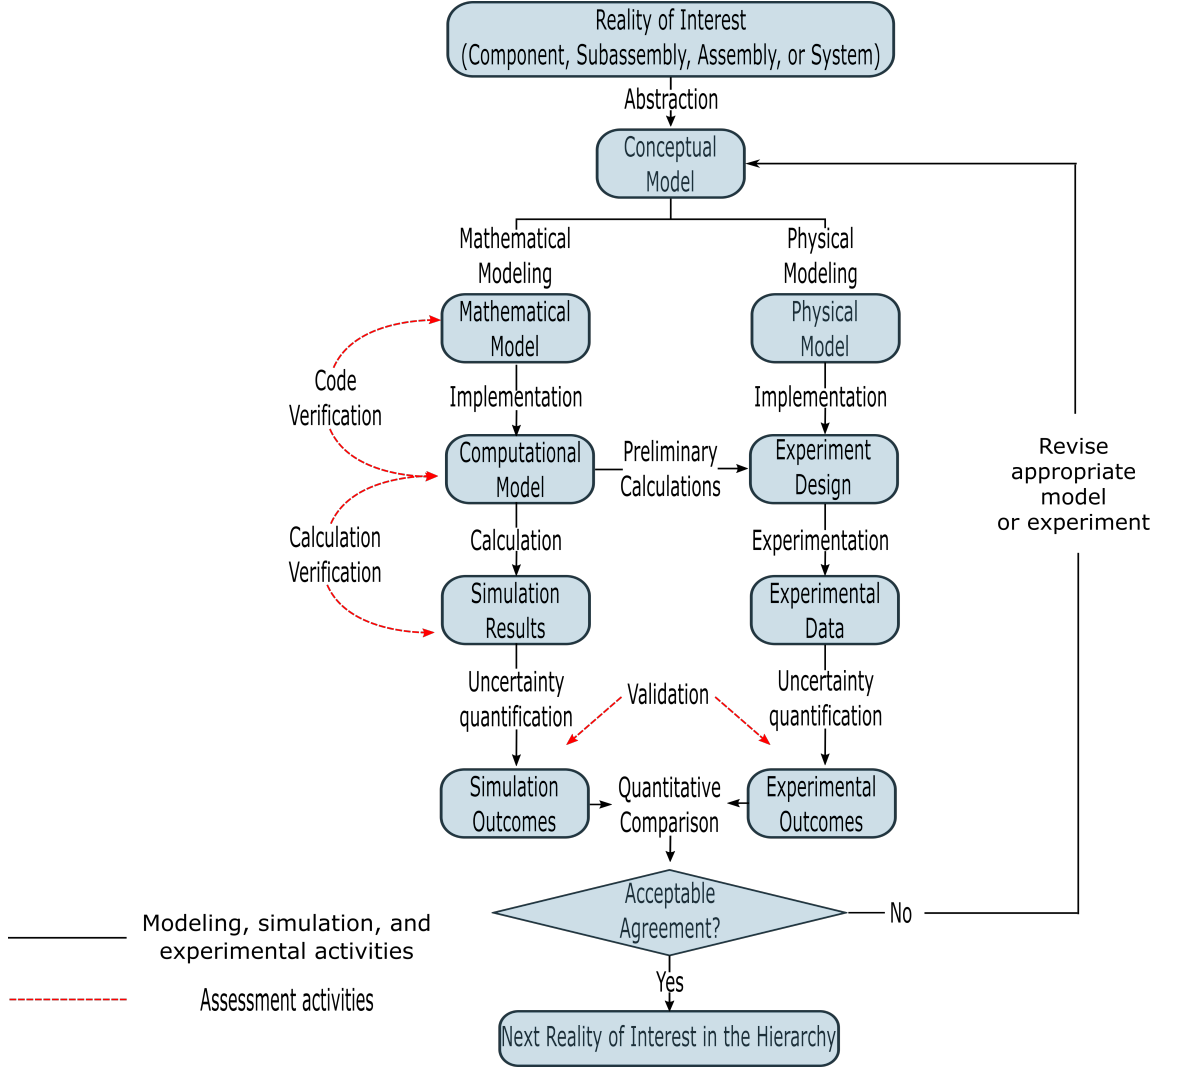 Reality of Interest
(Component, Subassembly, Assembly, or System)
Abstraction
Conceptual
Model
Mathematical
Modeling
Physical
Modeling
Mathematical
Model
Physical
Model
Code
Verification
Implementation
Implementation
Computational
Model
Preliminary
Calculations
Experiment
Design
Revise
appropriate
model
or experiment
Calculation
Verification
Calculation
Experimentation
Simulation
Results
Experimental
Data
Uncertainty
quantification
Validation
Uncertainty
quantification
Simulation
Outcomes
Quantitative
Comparison
Experimental
Outcomes
Acceptable
Agreement?
No
Modeling, simulation, and
experimental activities
Assessment activities
Yes
Next Reality of Interest in the Hierarchy